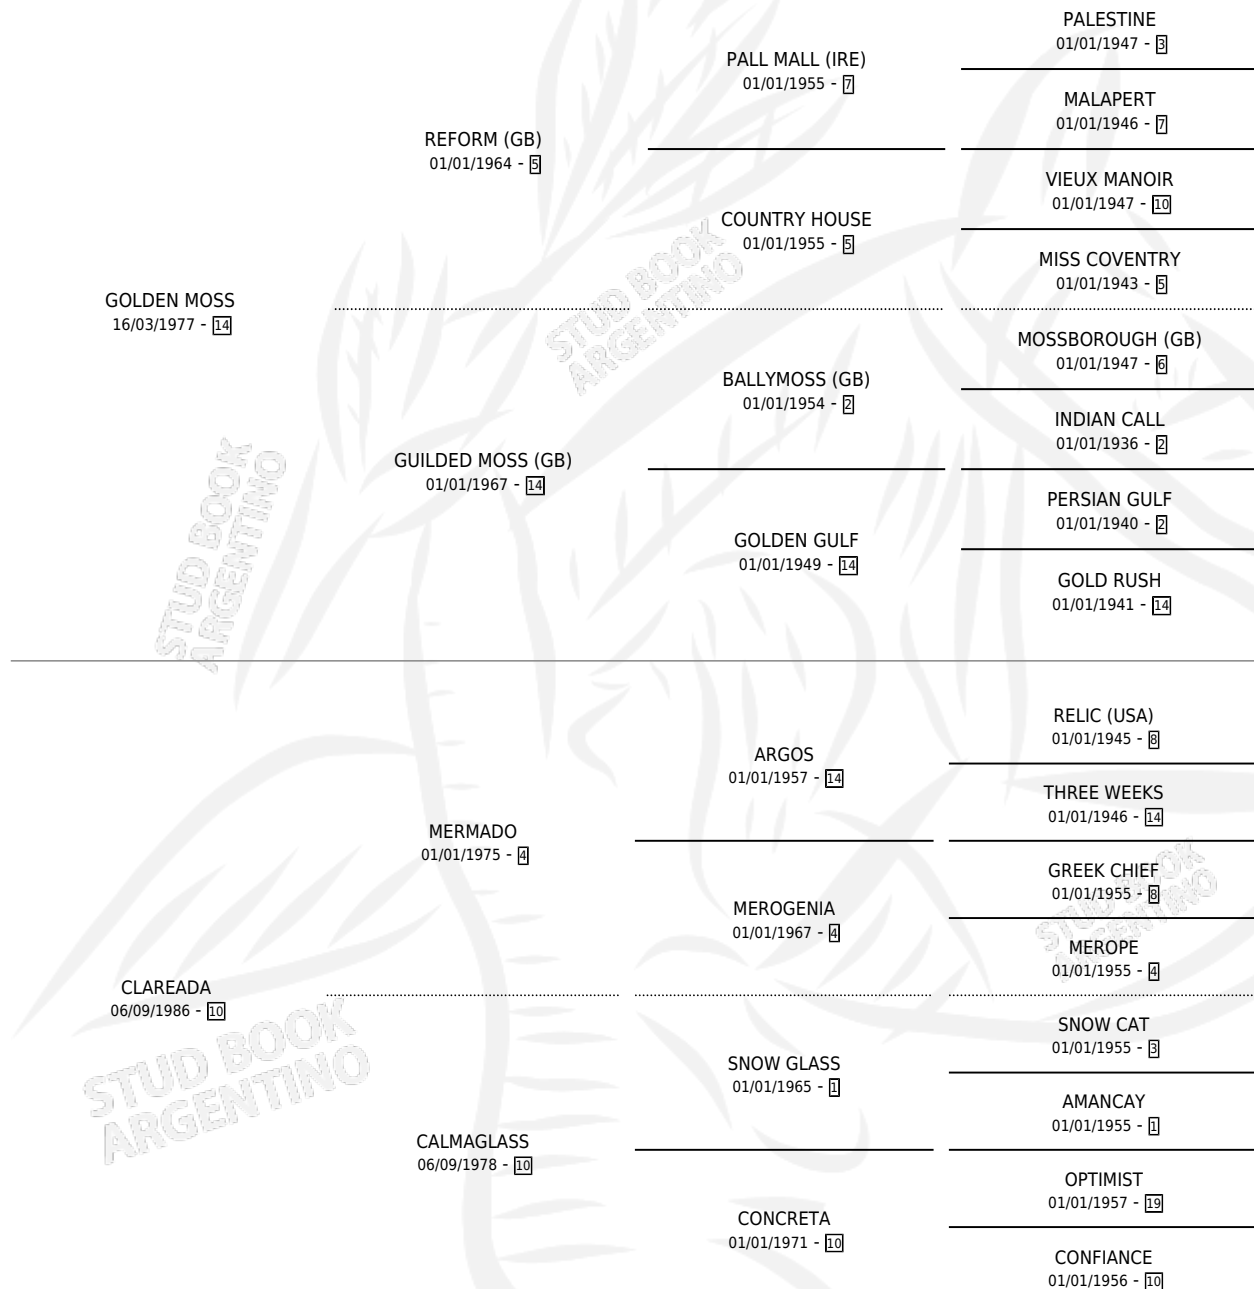 PALESTINE
01/01/1947 - 3
PALL MALL (IRE)
01/01/1955 - 7
MALAPERT
01/01/1946 - 7
REFORM (GB)
01/01/1964 - 5
VIEUX MANOIR
01/01/1947 - 10
COUNTRY HOUSE
01/01/1955 - 5
MISS COVENTRY
01/01/1943 - 5
GOLDEN MOSS
16/03/1977 - 14
MOSSBOROUGH (GB)
01/01/1947 - 6
BALLYMOSS (GB)
01/01/1954 - 2
INDIAN CALL
01/01/1936 - 2
GUILDED MOSS (GB)
01/01/1967 - 14
PERSIAN GULF
01/01/1940 - 2
GOLDEN GULF
01/01/1949 - 14
GOLD RUSH
01/01/1941 - 14
RELIC (USA)
01/01/1945 - 8
ARGOS
01/01/1957 - 14
THREE WEEKS
01/01/1946 - 14
MERMADO
01/01/1975 - 4
GREEK CHIEF
01/01/1955 - 8
MEROGENIA
01/01/1967 - 4
MEROPE
01/01/1955 - 4
CLAREADA
06/09/1986 - 10
SNOW CAT
01/01/1955 - 3
SNOW GLASS
01/01/1965 - 1
AMANCAY
01/01/1955 - 1
CALMAGLASS
06/09/1978 - 10
OPTIMIST
01/01/1957 - 19
CONCRETA
01/01/1971 - 10
CONFIANCE
01/01/1956 - 10
STUD BOOK
ARGENTINO
STUD BOOK
ARGENTINO
STUD BOOK
ARGENTINO
STUD BOOK
ARGENTINO